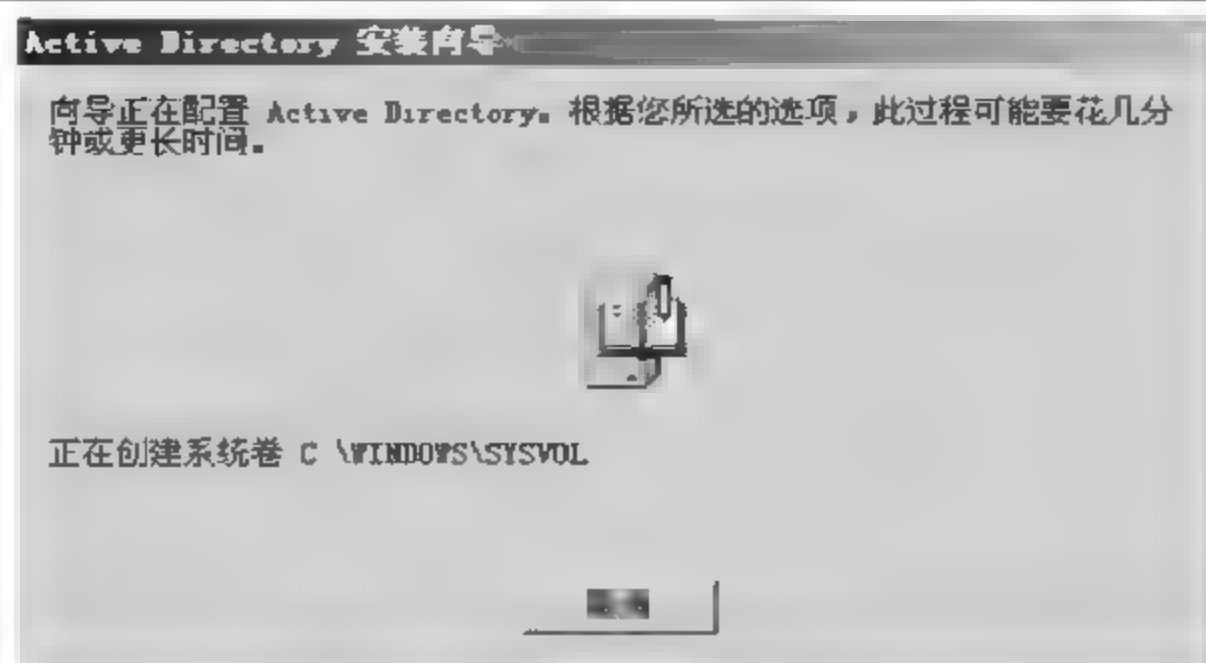 Active Directory 安装向导
向导正在配置 Active Directory。根据您所选的选项，此过程可能要花几分
钟或更长时间。
正在创建系统卷 C \WINDOWS\SYSVOL